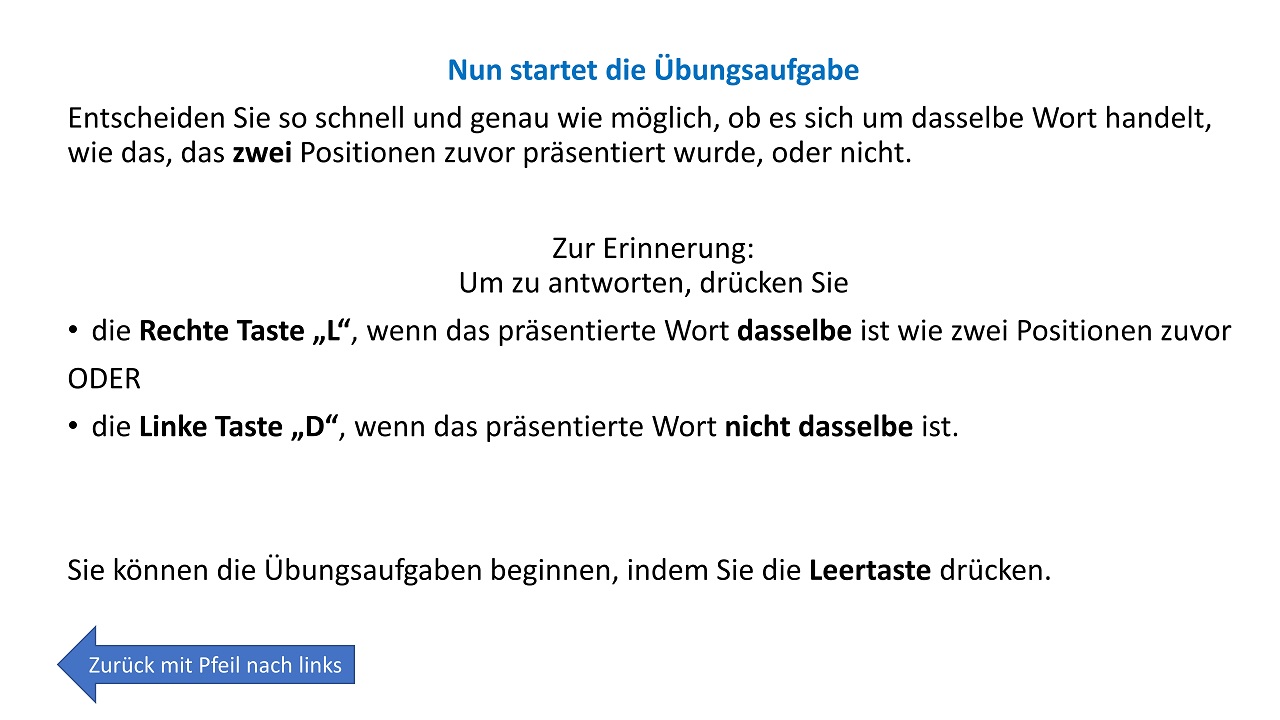 Nun startet die Übungsaufgabe
Entscheiden Sie so schnell und genau wie möglich, ob es sich um dasselbe Wort handelt,
wie das, das zwei Positionen zuvor präsentiert wurde, oder nicht.
Zur Erinnerung:
Um zu antworten, drücken Sie
• die Rechte Taste „L“, wenn das präsentierte Wort dasselbe ist wie zwei Positionen zuvor
ODER
• die Linke Taste „D“, wenn das präsentierte Wort nicht dasselbe ist.
Sie können die Übungsaufgaben beginnen, indem Sie die Leertaste drücken.
Zurück mit Pfeil nach links